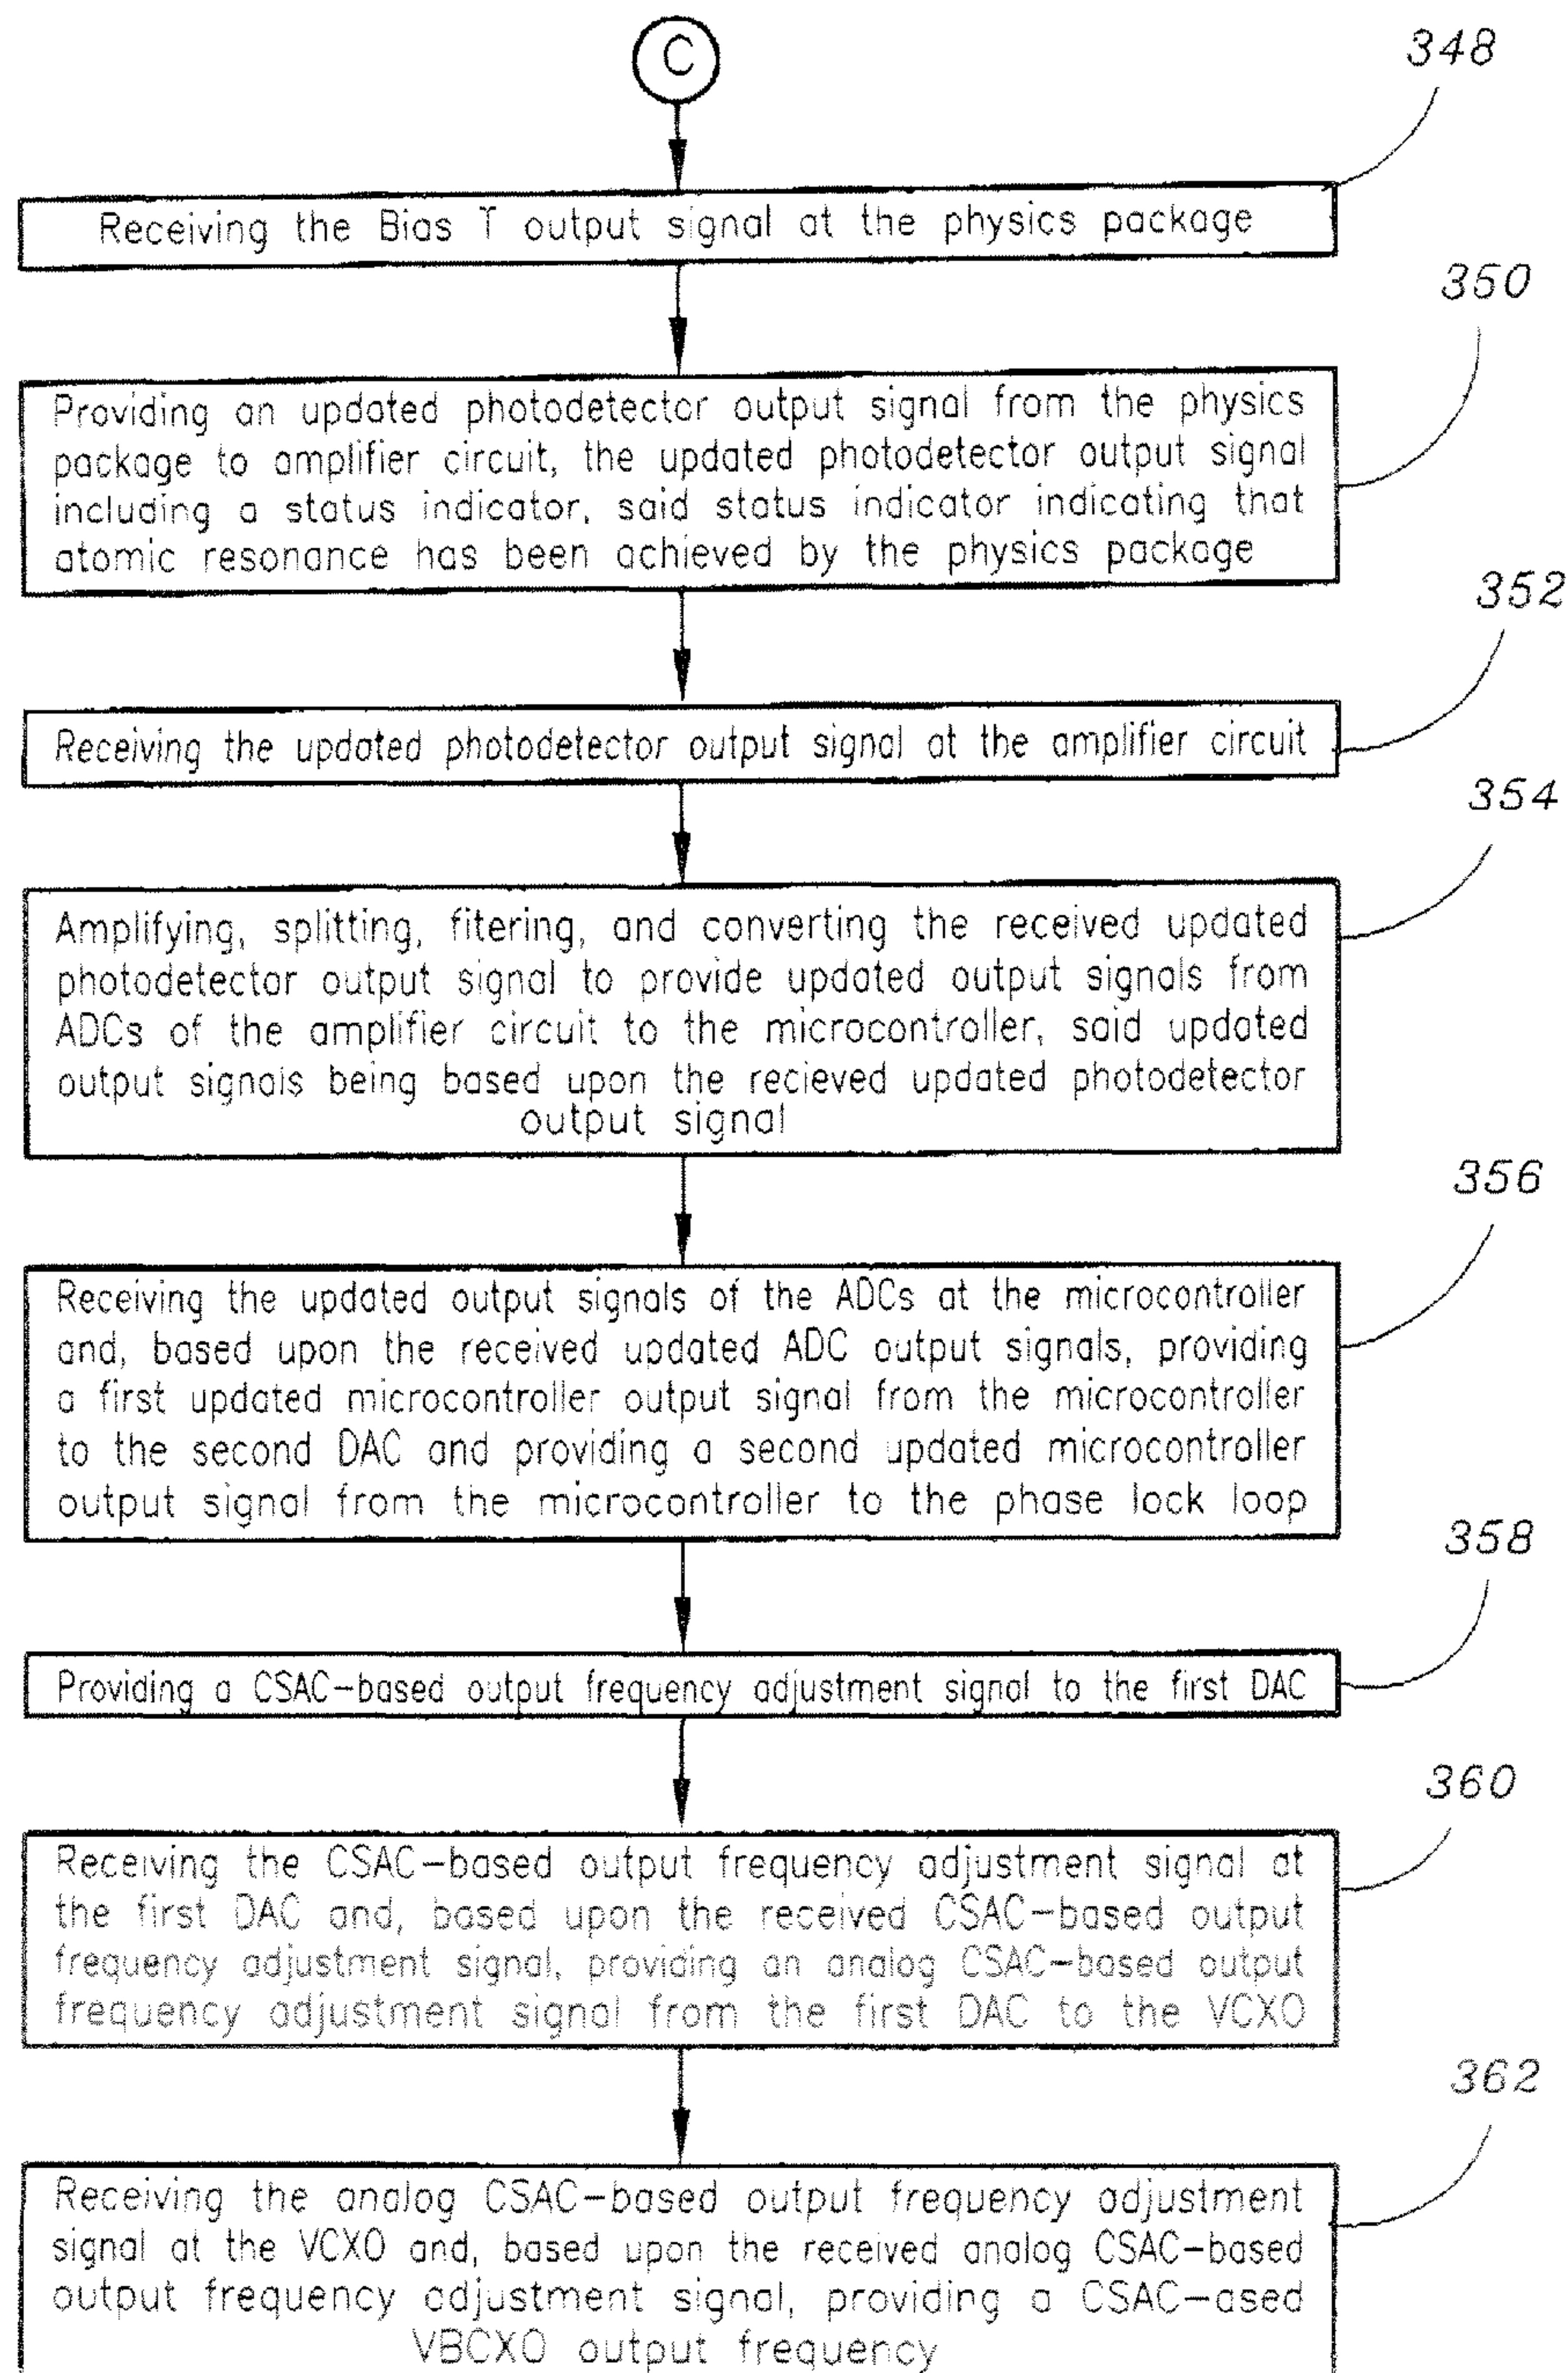 C
348
Receiving the Bias T output signal at the physics package
350
Providing an updated photodetector output signal from the physics
package to amplifier circuit, the updated photodetector output signal
including a status indicator, said status indicator indicating that
atomic resonance has been achieved by the physics package
352
Receiving the updated photodetector output signal at the amplifier circuit
354
Amplifying, splitting, fitering, and converting the received updated
photodetector output signal to provide updated output signals from
ADCs of the amplifier circuit to the microcontroller, said updated
output signals being based upon the recieved updated photodetector
output signal
356
Receiving the updated output signals of the ADCs at the microcontroller
and, based upon the received updated ADC output signals, providing
a first updated microcontroller output signal from the microcontroller
to the second DAC and providing a second updated microcontroller
output signal from the microcontroller to the phase lock loop
358
Providing a CSAC-based output frequency adjustment signal to the first DAC
360
Receiving the CSAC-based output frequency adjustment signal at
the first DAC and, based upon the received CSAC-based output
frequency adjustment signal, providing an analog CSAC-based output
frequency adjustment signal from the first DAC to the VCXO
362
Receiving the analog CSAC-based output frequency adjustment
signal at the VCXO and, based upon the received analog CSAC-based
output frequency adjustment signal, providing a CSAC-ased
VBCXO output frequency